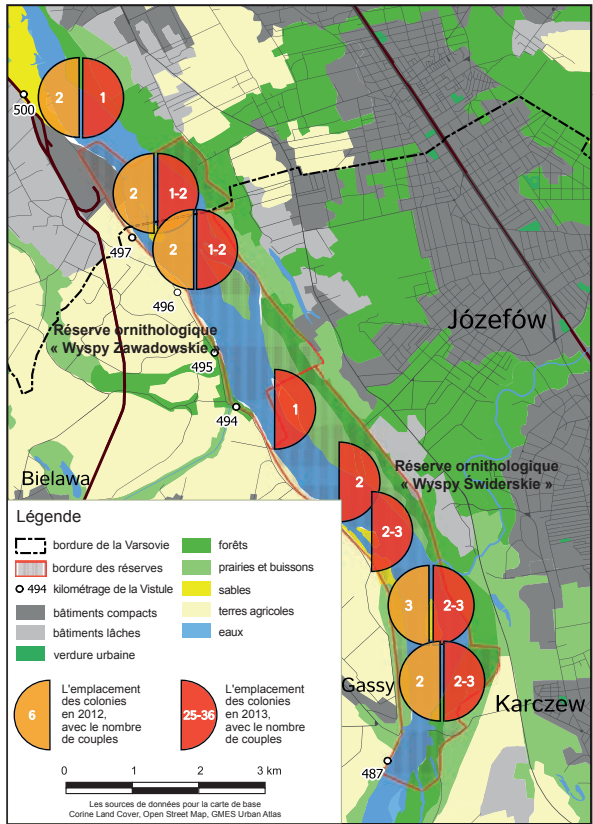 2 1
500
2 1-2
2 1-2
497
496
Józefów
Réserve ornithologique
« Wyspy Zawadowskie »
495
494
1
Réserve ornithologique
« Wyspy Świderskie »
Bielawa
2
2-3
3 2-3
2 2-3
Gassy
Karczew
487
Légende
bordure de la Varsovie
bordure des réserves
494 kilométrage de la Vistule
bâtiments compacts
bâtiments lâches
verdure urbaine
forêts
prairies et buissons
sables
terres agricoles
eaux
6
L'emplacement
des colonies
en 2012,
avec le nombre
de couples
25-36
L'emplacement
des colonies
en 2013,
avec le nombre
de couples
0 1 2 3 km
Les sources de données pour la carte de base
Corine Land Cover, Open Street Map, GMES Urban Atlas